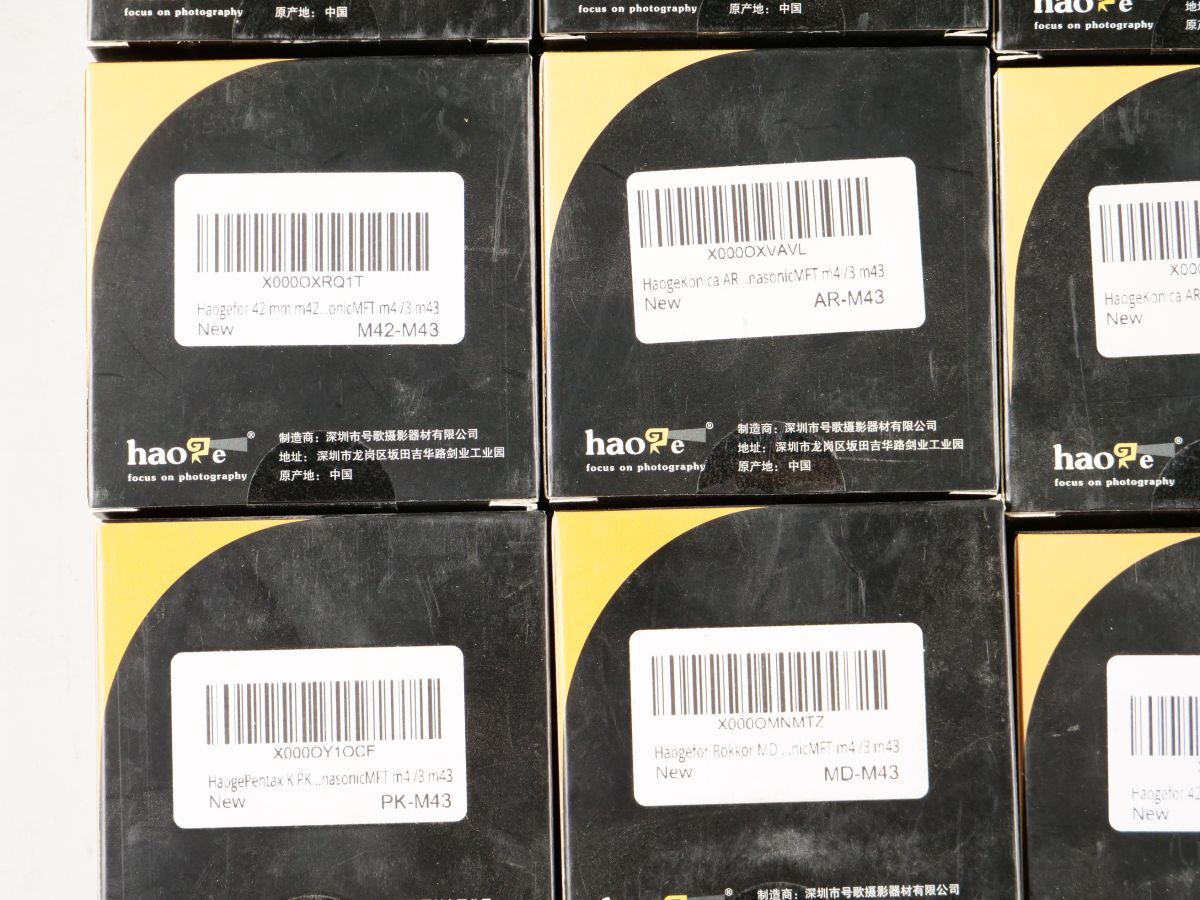 focus on photography
原产地: 中国
focus on photography
原产地: 中国
haoge
focus on photography
X000OXRQ1T
Haogefor 42 mm m42...onicMFT m4 /3 m43
New M42-M43
haoge®
focus on photography
制造商: 深圳市号歌摄影器材有限公司
地址: 深圳市龙岗区坂田吉华路剑业工业园
原产地: 中国
X000OXVAVL
HaogeKonica AR ...nasonicMFT m4 /3 m43
New AR-M43
haoge®
focus on photography
制造商: 深圳市号歌摄影器材有限公司
地址: 深圳市龙岗区坂田吉华路剑业工业园
原产地: 中国
HaogeKonica AR
New
haoge®
focus on photography
X000OY1OCF
HaogePentax K PK...nasonicMFT m4 /3 m43
New PK-M43
X000OMNMTZ
Haogefor Rokkor MD ...nicMFT m4 /3 m43
New MD-M43
制造商: 深圳市号歌摄影器材有限公司
Haogefor 42
New